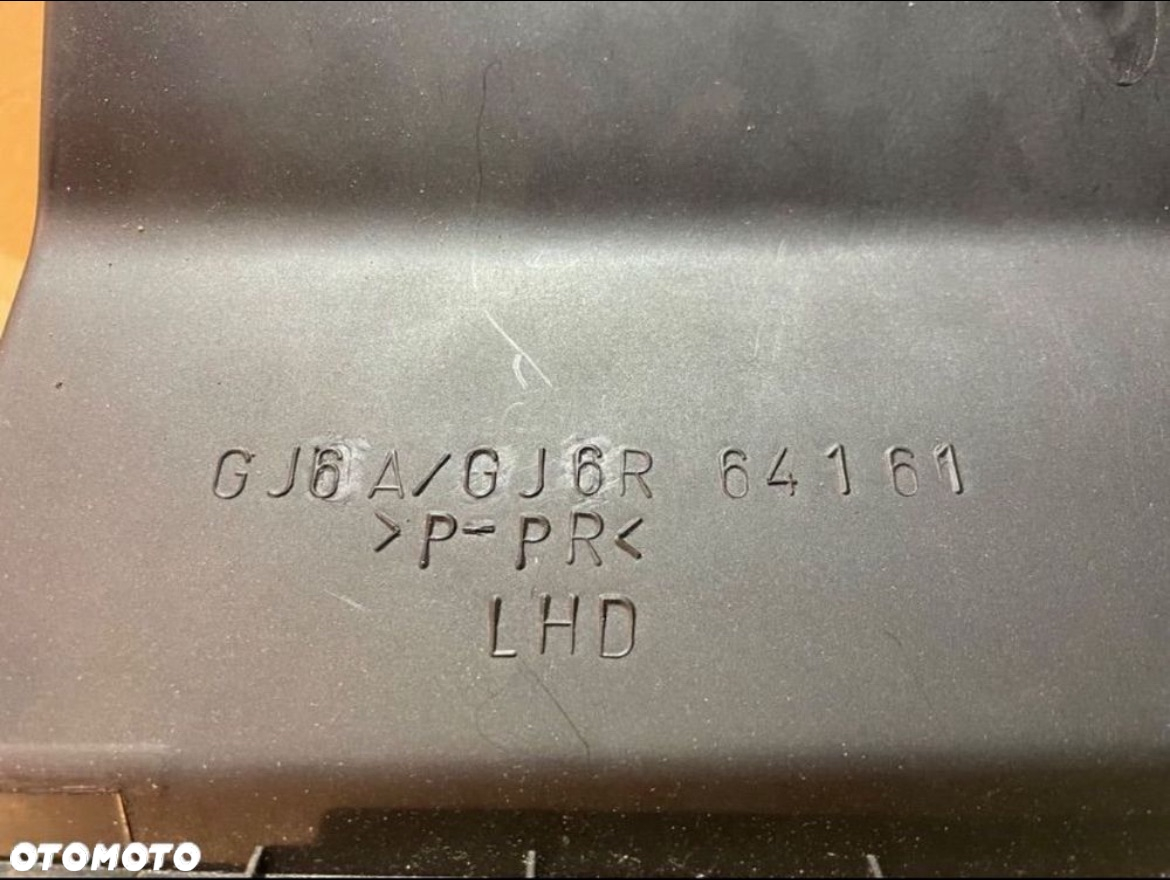 GJ6A/GJ6R 64161
>P-PR<
LHD
OTOMOTO